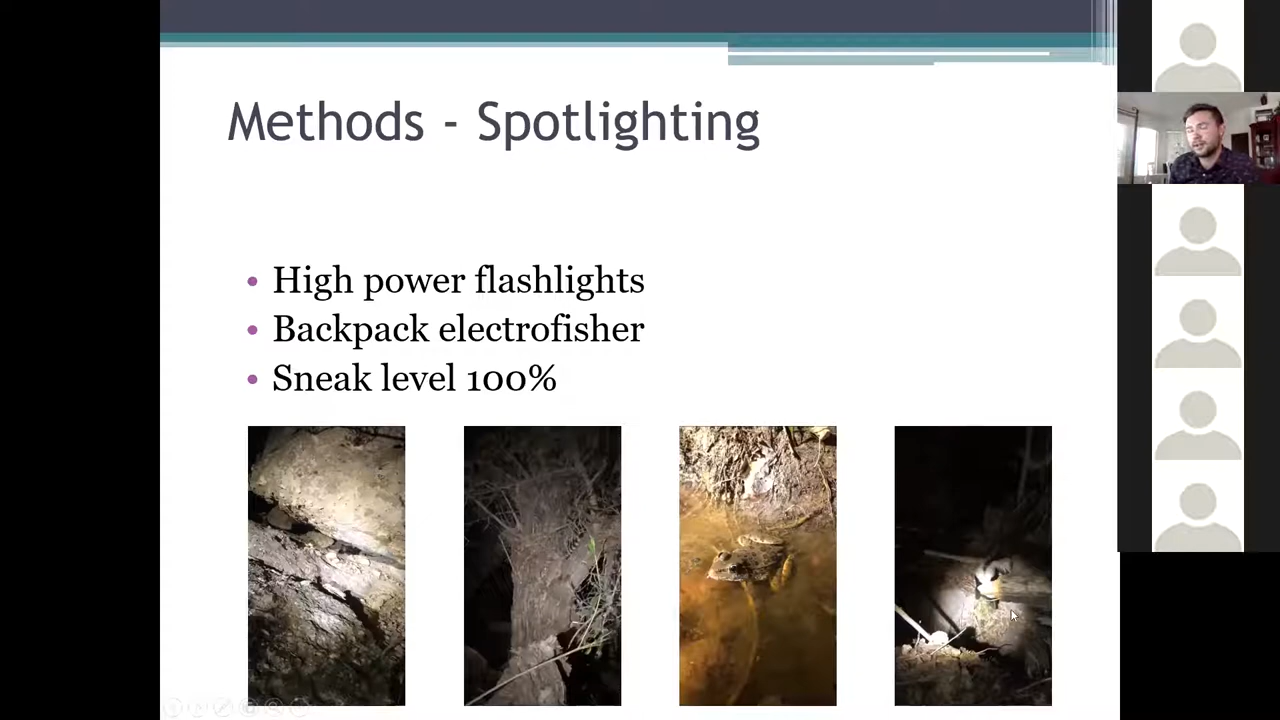 Methods - Spotlighting
• High power flashlights
• Backpack electrofisher
• Sneak level 100%